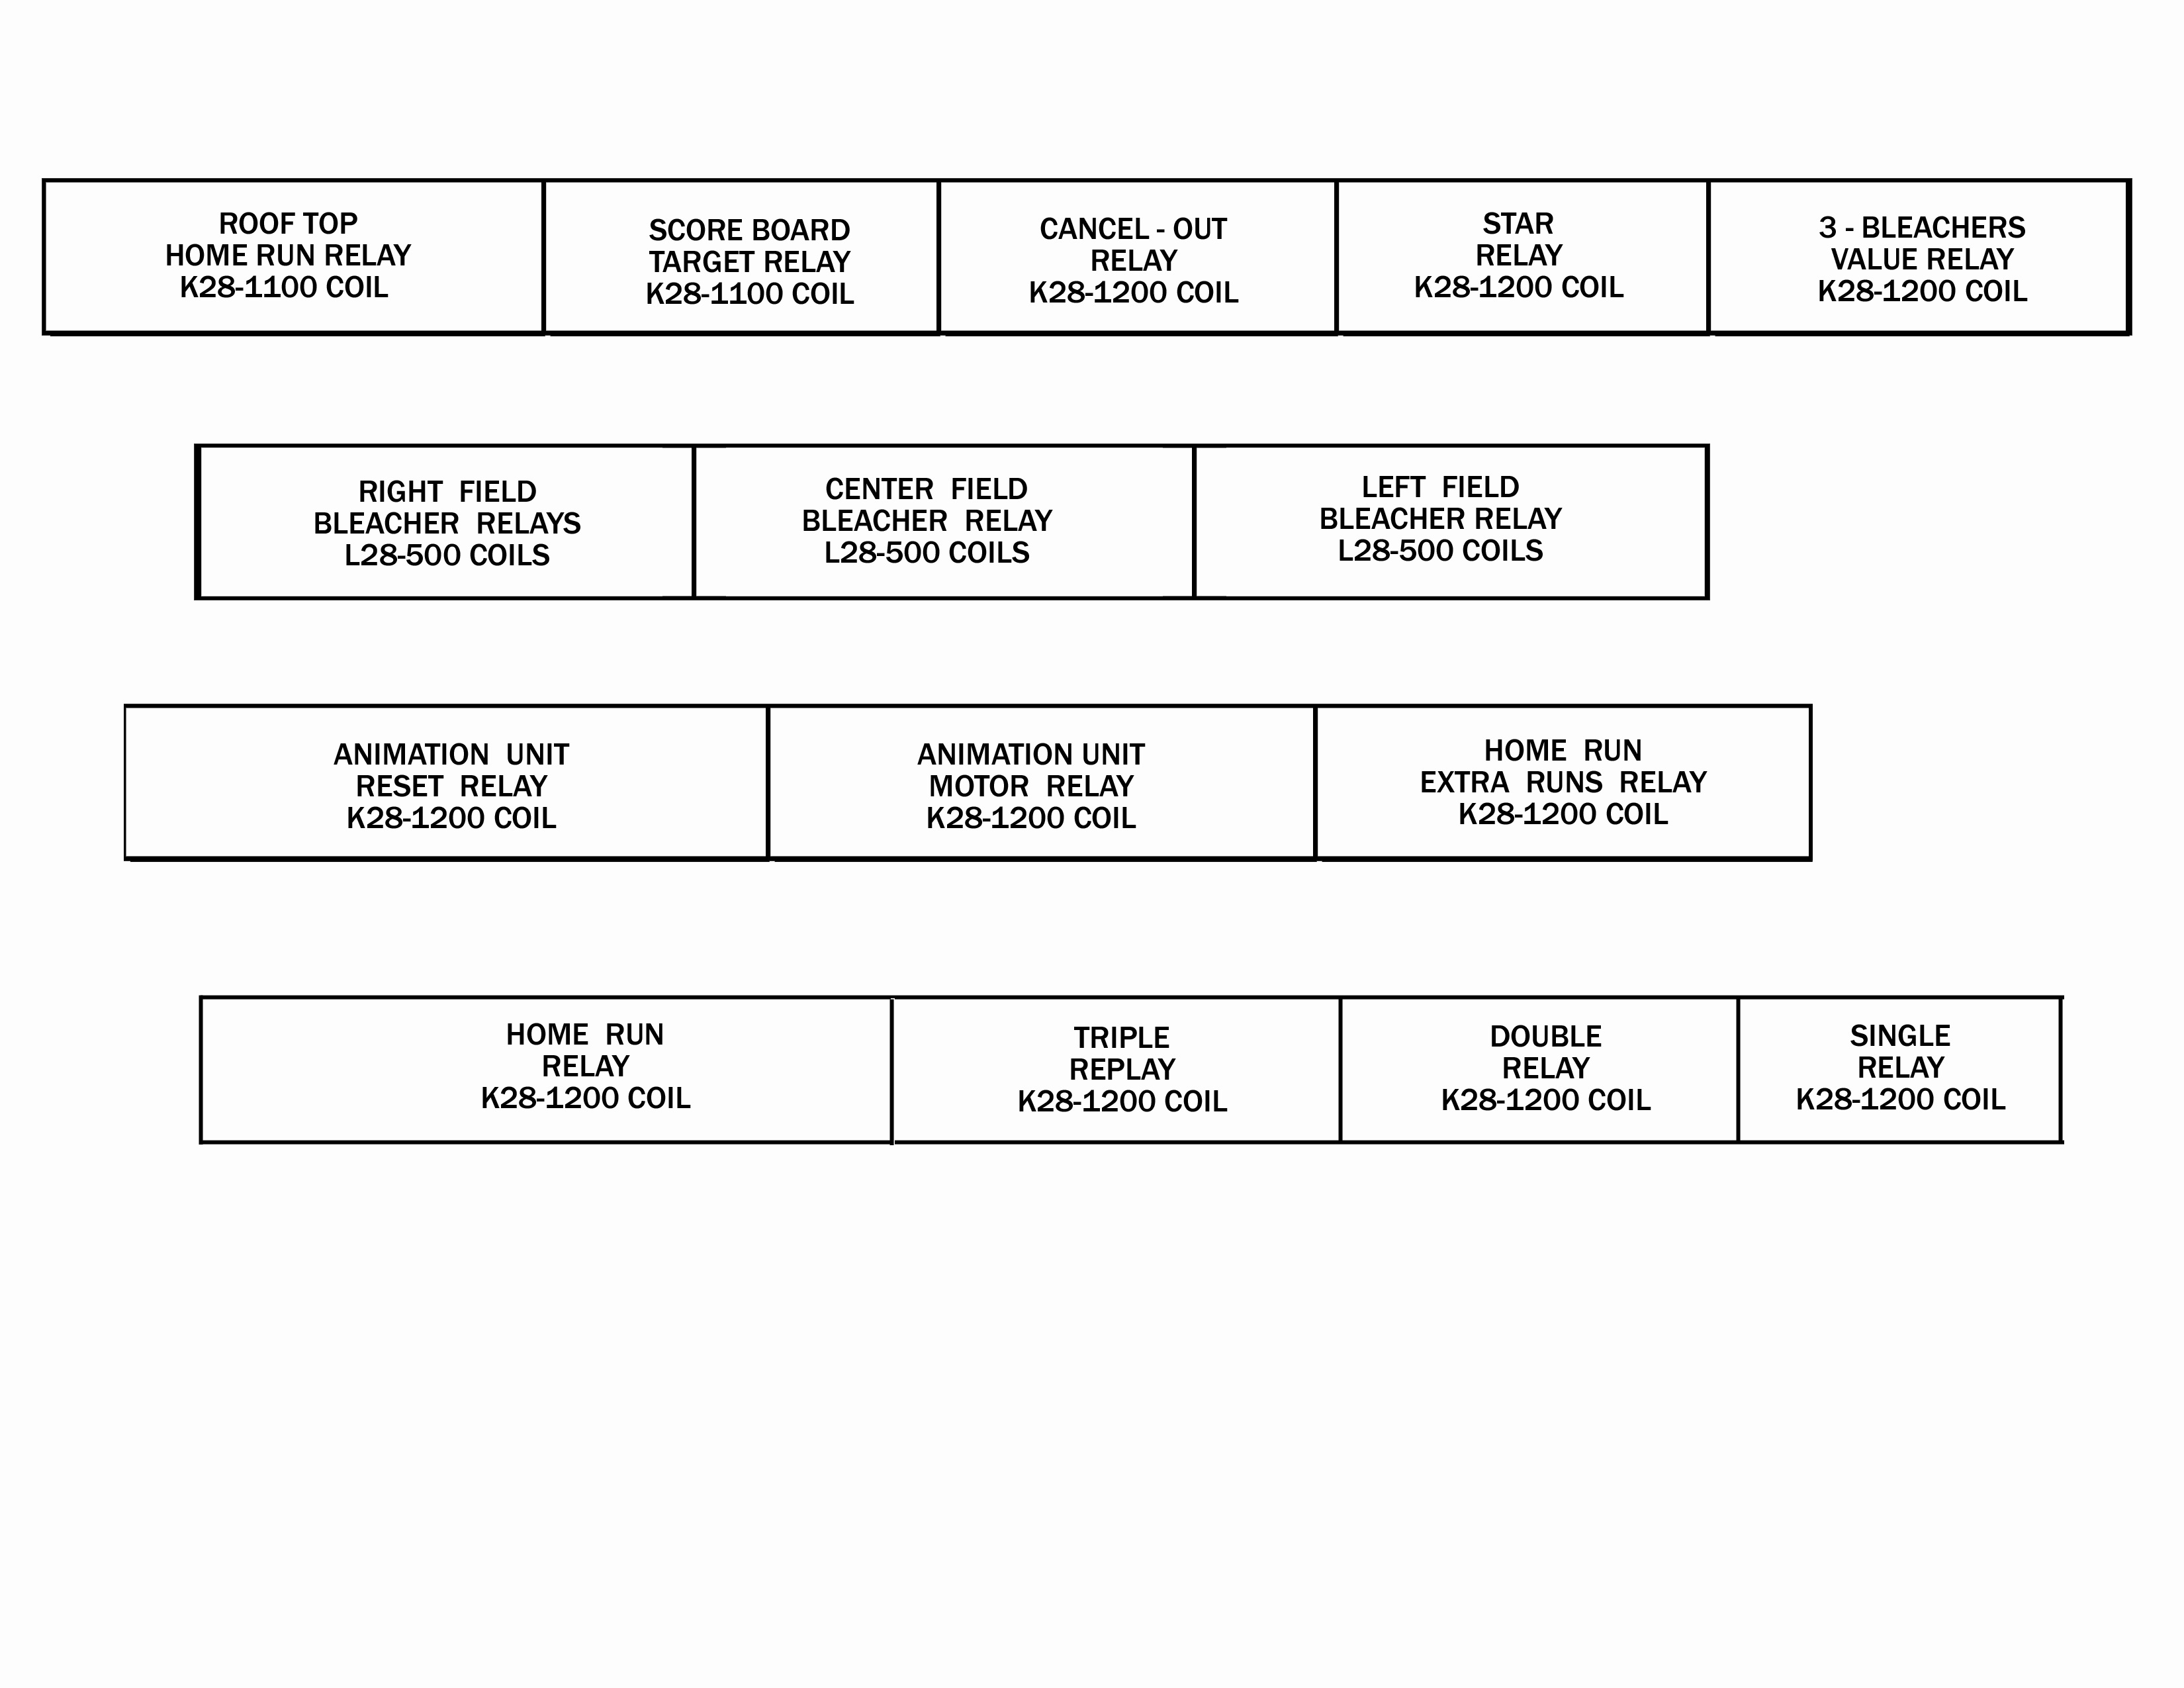 ROOF TOP
HOME RUN RELAY
K28-1100 COIL
SCORE BOARD
TARGET RELAY
K28-1100 COIL
CANCEL - OUT
RELAY
K28-1200 COIL
STAR
RELAY
K28-1200 COIL
3 - BLEACHERS
VALUE RELAY
K28-1200 COIL
RIGHT FIELD
BLEACHER RELAYS
L28-500 COILS
CENTER FIELD
BLEACHER RELAY
L28-500 COILS
LEFT FIELD
BLEACHER RELAY
L28-500 COILS
ANIMATION UNIT
RESET RELAY
K28-1200 COIL
ANIMATION UNIT
MOTOR RELAY
K28-1200 COIL
HOME RUN
EXTRA RUNS RELAY
K28-1200 COIL
HOME RUN
RELAY
K28-1200 COIL
TRIPLE
REPLAY
K28-1200 COIL
DOUBLE
RELAY
K28-1200 COIL
SINGLE
RELAY
K28-1200 COIL